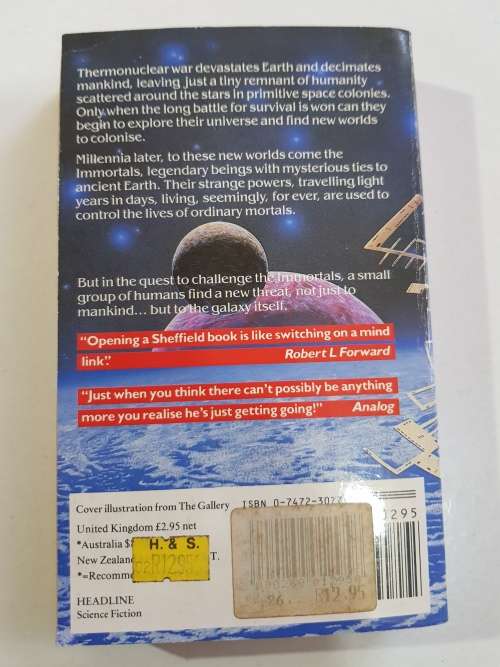 Thermonuclear war devastates Earth and decimates
mankind, leaving just a tiny remnant of humanity
scattered around the stars in primitive space colonies.
Only when the long battle for survival is won can they
begin to explore their universe and find new worlds
to colonise.
Millennia later, to these new worlds come the
Immortals, legendary beings with mysterious ties to
ancient Earth. Their strange powers, travelling light
years in days, living, seemingly, for ever, are used to
control the lives of ordinary mortals.
But in the quest to challenge the Immortals, a small
group of humans find a new threat, not just to
mankind... but to the galaxy itself.
"Opening a Sheffield book is like switching on a mind
link". Robert L Forward
"Just when you think there can't possibly be anything
more you realise he's just getting going!" Analog
Cover illustration from The Gallery
ISBN 0-7472-302
United Kingdom £2.95 net
0295
*Australia $
H. & S.
R1295
New Zealan
T.
*=Recomme
86
R12.95
HEADLINE
Science Fiction